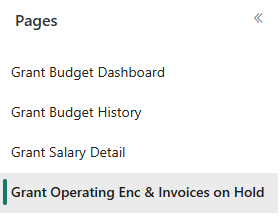 Pages
Grant Budget Dashboard
Grant Budget History
Grant Salary Detail
Grant Operating Enc & Invoices on Hold